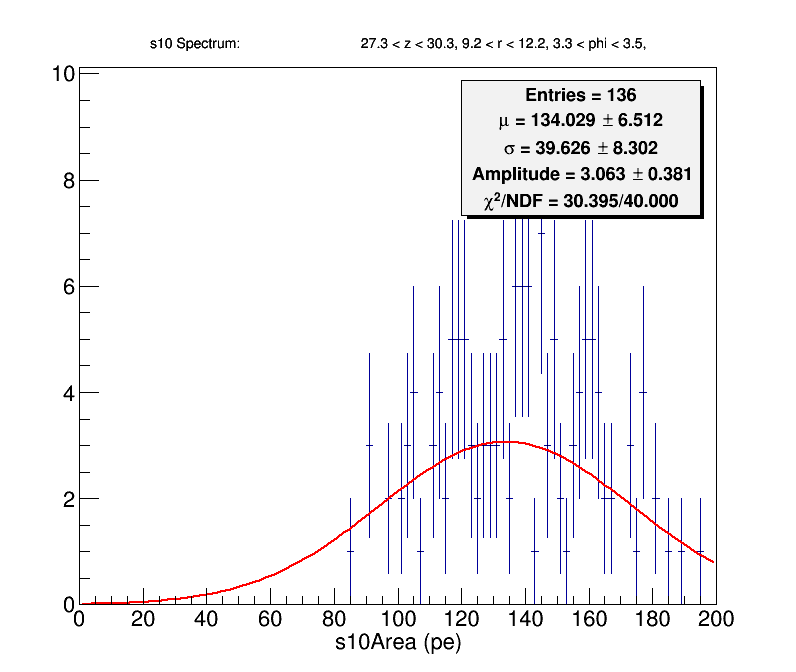 s10 Spectrum: 27.3 < z < 30.3, 9.2 < r < 12.2, 3.3 < phi < 3.5,
Entries = 136
μ = 134.029 ± 6.512
σ = 39.626 ± 8.302
Amplitude = 3.063 ± 0.381
χ²/NDF = 30.395/40.000
10
8
6
4
2
0
0 20 40 60 80 100 120 140 160 180 200
s10Area (pe)